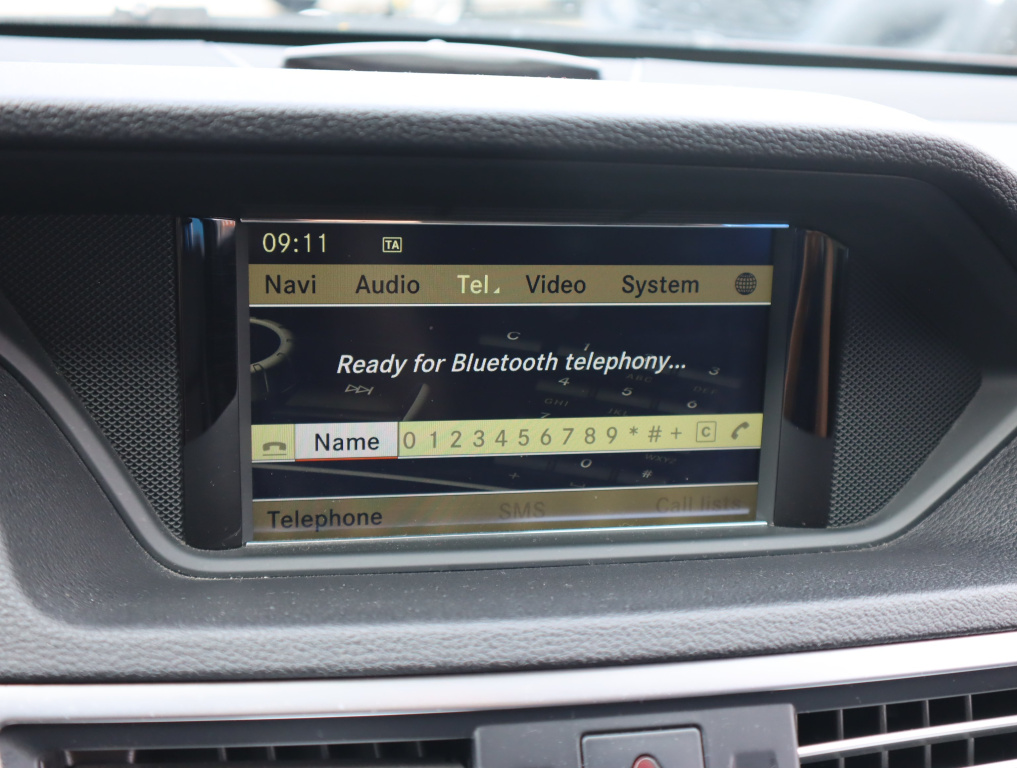 09:11 TA
Navi Audio Tel Video System
Ready for Bluetooth telephony...
Name 0 1 2 3 4 5 6 7 8 9 * # + C
Telephone SMS Call lists